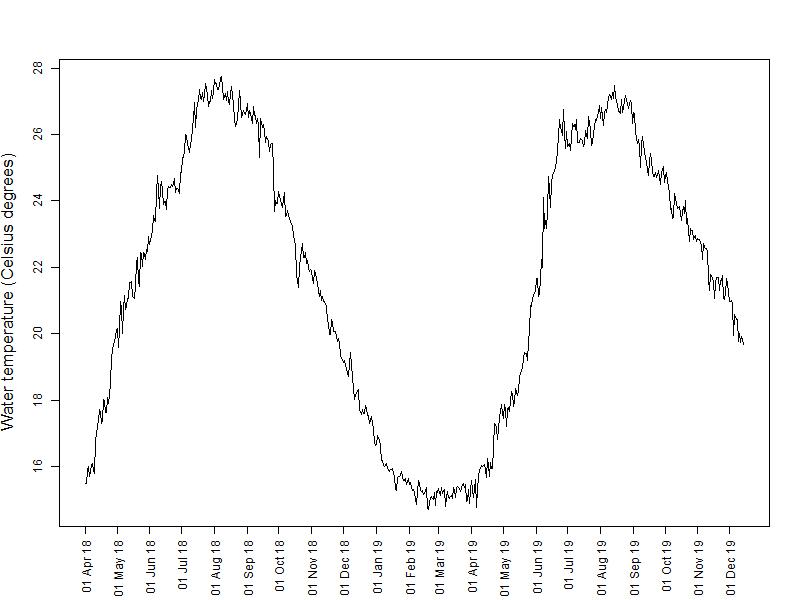 Water temperature (Celsius degrees)
28
26
24
22
20
18
16
01 Apr 18
01 May 18
01 Jun 18
01 Jul 18
01 Aug 18
01 Sep 18
01 Oct 18
01 Nov 18
01 Dec 18
01 Jan 19
01 Feb 19
01 Mar 19
01 Apr 19
01 May 19
01 Jun 19
01 Jul 19
01 Aug 19
01 Sep 19
01 Oct 19
01 Nov 19
01 Dec 19